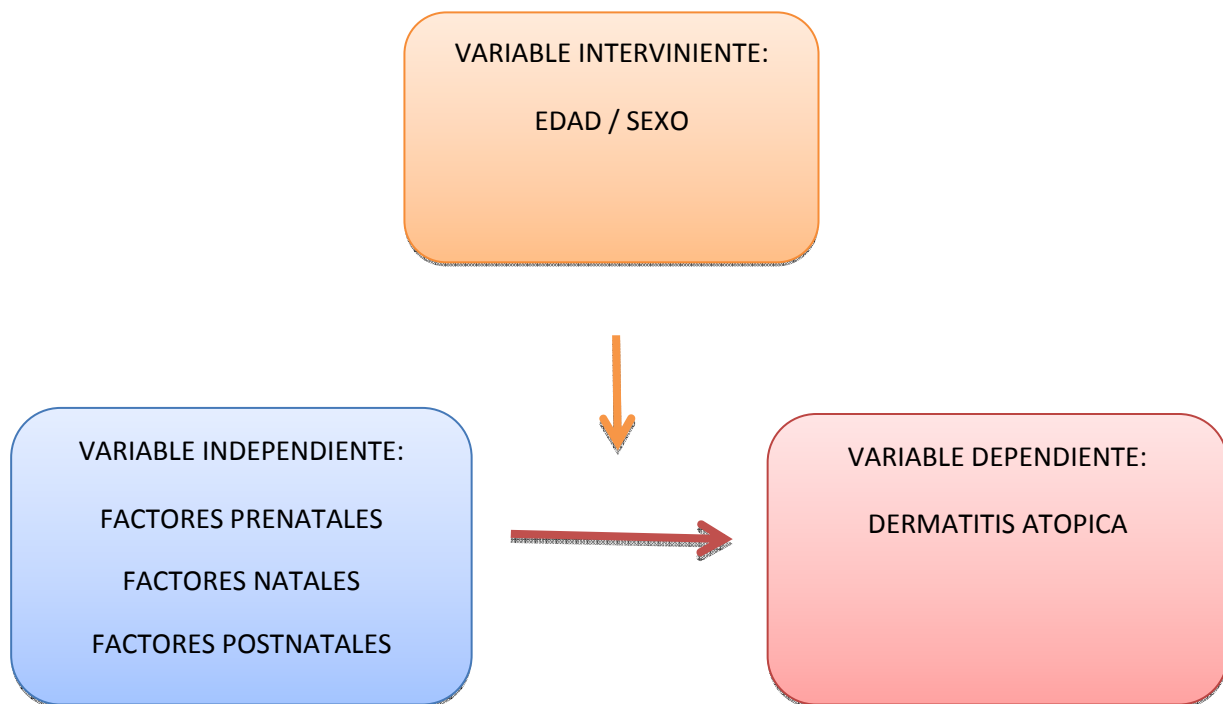 VARIABLE INTERVINIENTE:
EDAD / SEXO
VARIABLE INDEPENDIENTE:
FACTORES PRENATALES
FACTORES NATALES
FACTORES POSTNATALES
VARIABLE DEPENDIENTE:
DERMATITIS ATOPICA